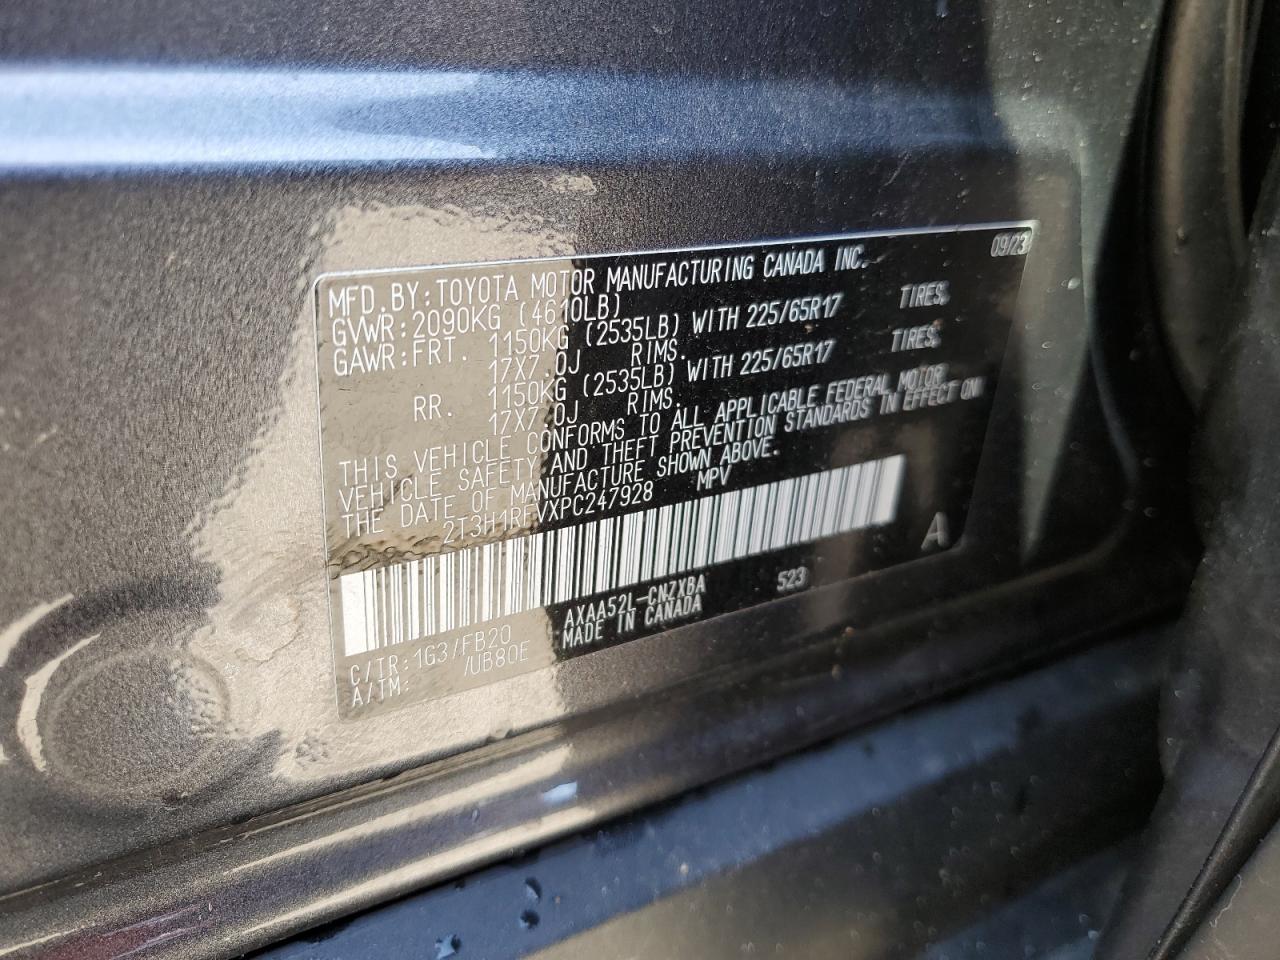 MFD.BY:TOYOTA MOTOR MANUFACTURING CANADA INC. 09/23
GVWR:2090KG (4610LB)
GAWR:FRT. 1150KG (2535LB) WITH 225/65R17 TIRES,
17X7.0J RIMS.
RR. 1150KG (2535LB) WITH 225/65R17 TIRES,
17X7.0J RIMS.
THIS VEHICLE CONFORMS TO ALL APPLICABLE FEDERAL MOTOR
VEHICLE SAFETY AND THEFT PREVENTION STANDARDS IN EFFECT ON
THE DATE OF MANUFACTURE SHOWN ABOVE.
2T3H1RFVXPC247928 MPV
A
C/TR:1G3/FB20 AXAA52L-CNZXBA 523
A/TM: /UB80E MADE IN CANADA